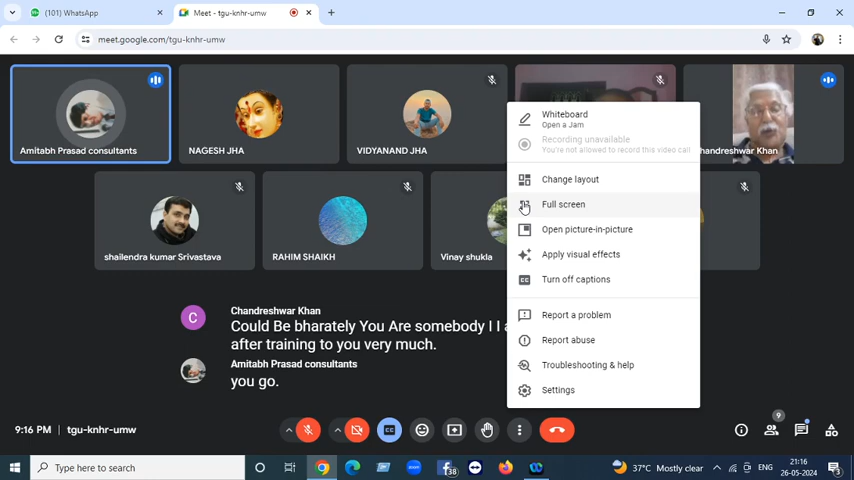 (101) WhatsApp
Meet - tgu-knhr-umw
meet.google.com/tgu-knhr-umw
Amitabh Prasad consultants
NAGESH JHA
VIDYANAND JHA
handreshwar Khan
Whiteboard
Open a Jam
Recording unavailable
You're not allowed to record this video call
Change layout
Full screen
Open picture-in-picture
Apply visual effects
Turn off captions
Report a problem
Report abuse
Troubleshooting & help
Settings
shailendra kumar Srivastava
RAHIM SHAIKH
Vinay shukla
C
Chandreshwar Khan
Could Be bharately You Are somebody I I a
after training to you very much.
Amitabh Prasad consultants
you go.
9:16 PM
tgu-knhr-umw
CC
9
Type here to search
38
37°C Mostly clear
ENG
21:16
26-05-2024
3